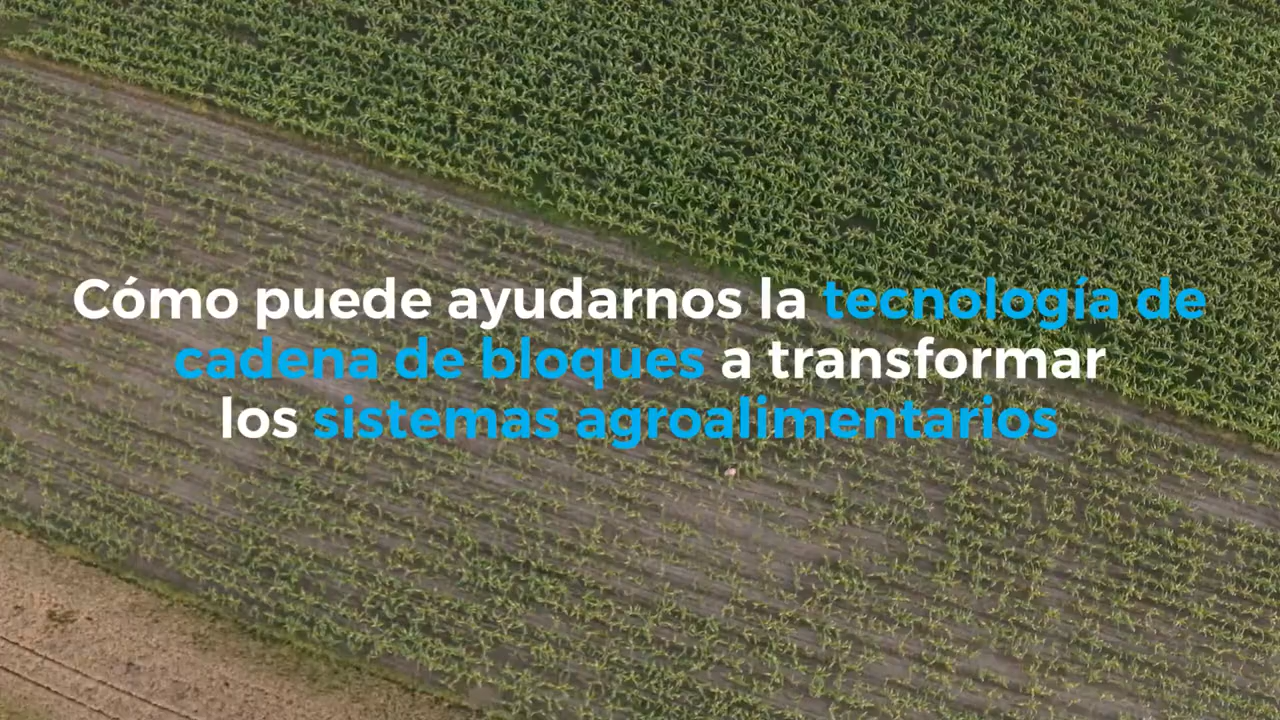 Cómo puede ayudarnos la tecnología de
cadena de bloques a transformar
los sistemas agroalimentarios